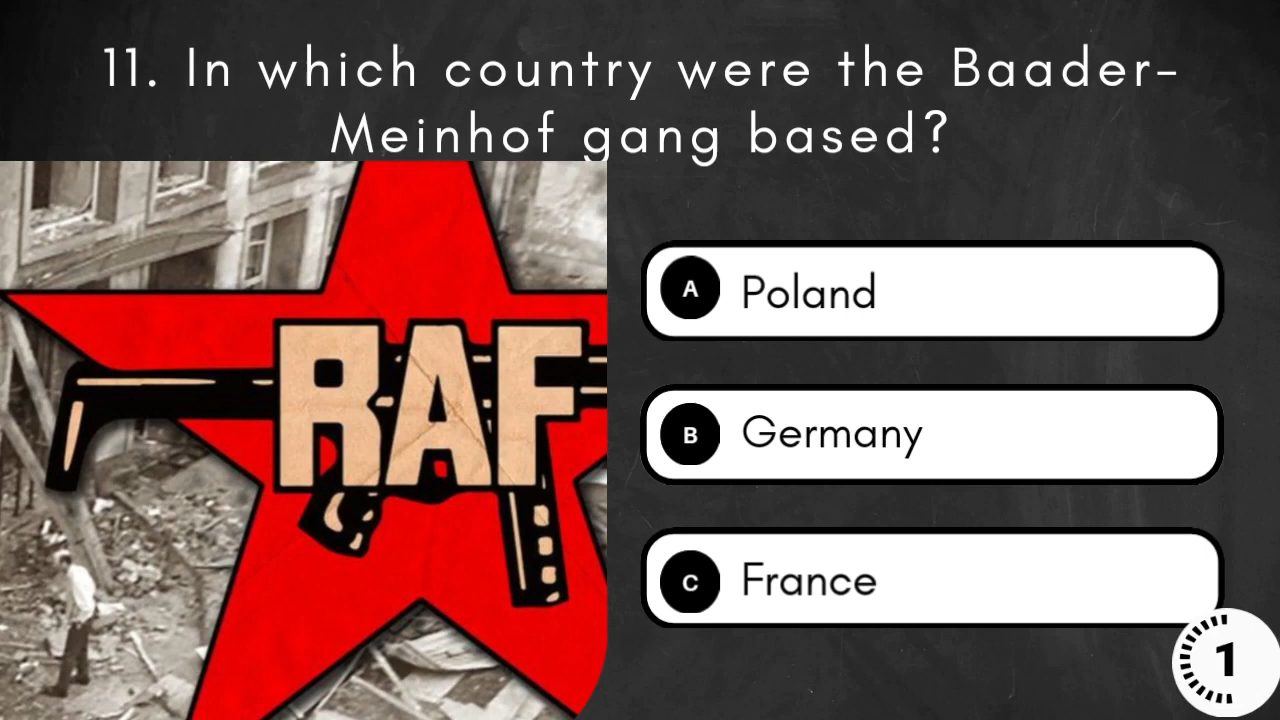 11. In which country were the Baader-
Meinhof gang based?
RAF
A Poland
B Germany
C France
1